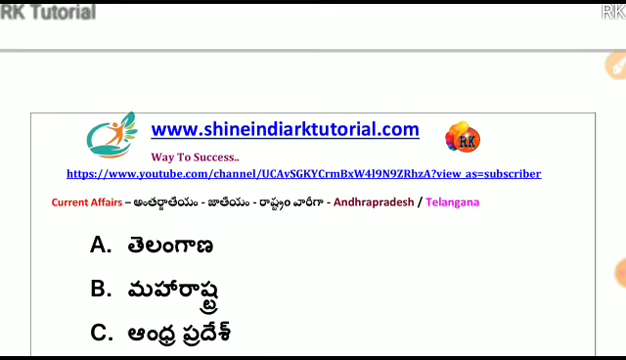 RK Tutorial
RK
www.shineindiarktutorial.com
RK
Way To Success..
https://www.youtube.com/channel/UCAvSGKYCrmBxW4l9N9ZRhzA?view_as=subscriber
Current Affairs – అంతర్జాతీయం - జాతీయం - రాష్ట్రం వారీగా - Andhrapradesh / Telangana
A. తెలంగాణ
B. మహారాష్ట్ర
C. ఆంధ్ర ప్రదేశ్